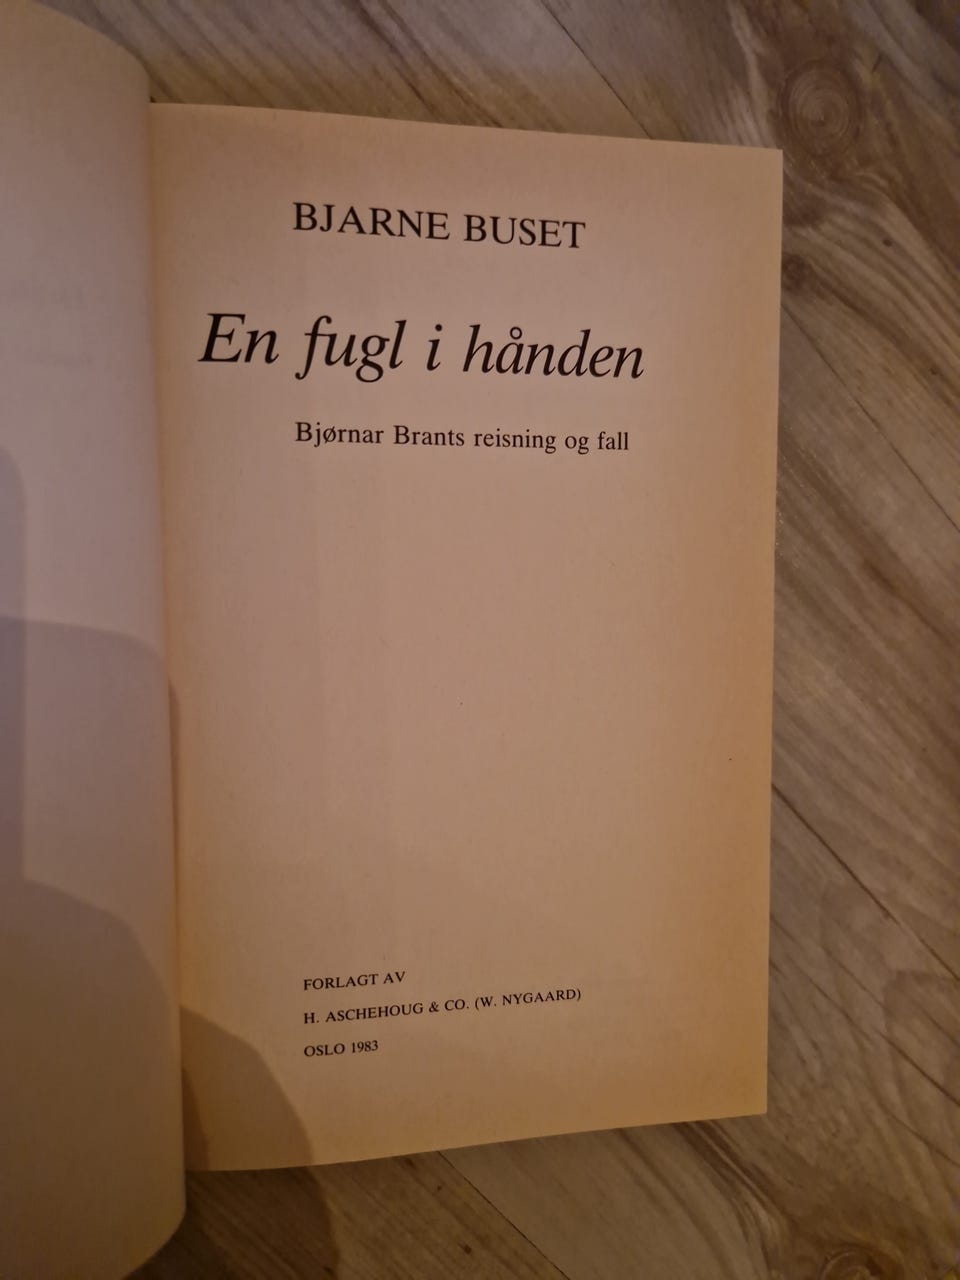 BJARNE BUSET
En fugl i hånden
Bjørnar Brants reisning og fall
FORLAGT AV
H. ASCHEHOUG & CO. (W. NYGAARD)
OSLO 1983